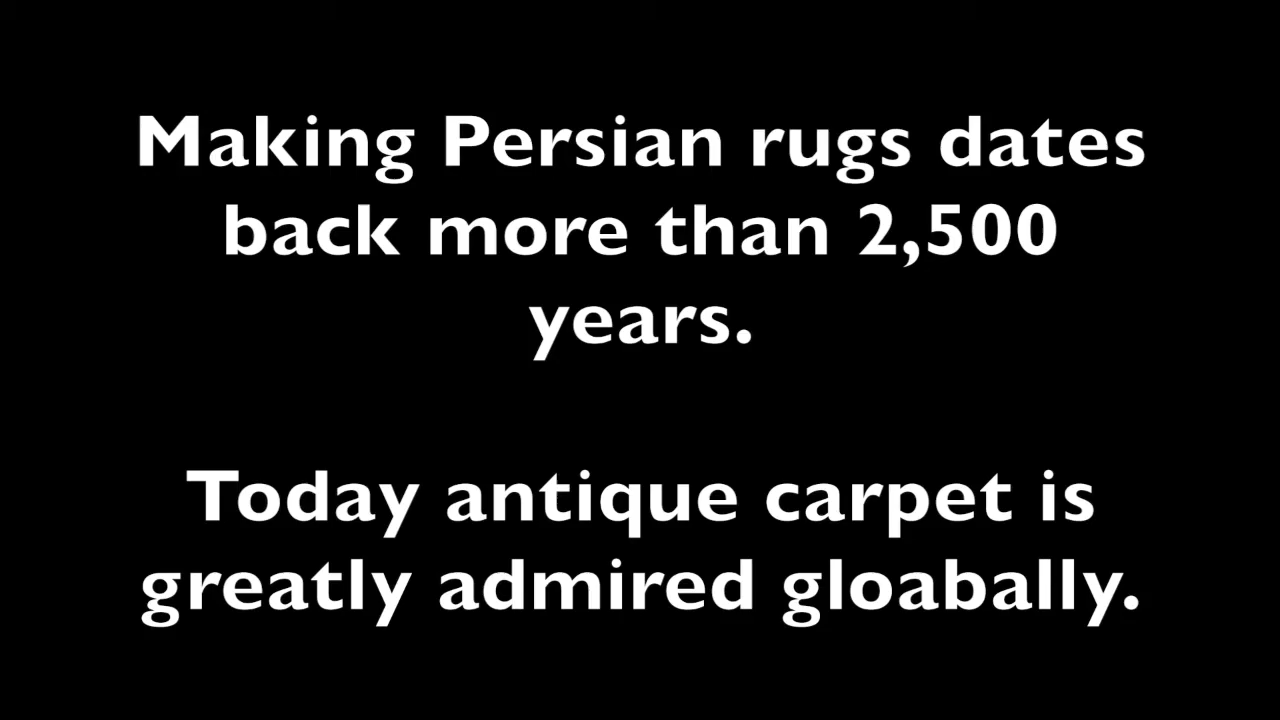 Making Persian rugs dates
back more than 2,500
years.
Today antique carpet is
greatly admired gloabally.